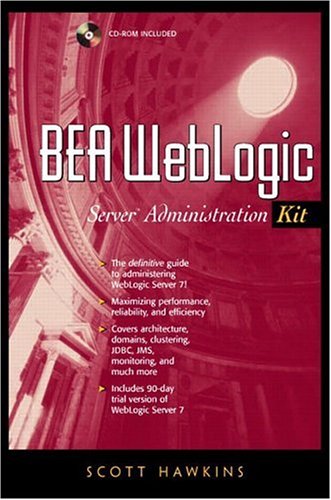 CD-ROM INCLUDED
BEA WebLogic
Server™ Administration Kit
The definitive guide
to administering
WebLogic Server 7!
Maximizing performance,
reliability, and efficiency
Covers architecture,
domains, clustering,
JDBC, JMS,
monitoring, and
much more
Includes 90-day
trial version of
WebLogic Server 7
SCOTT HAWKINS